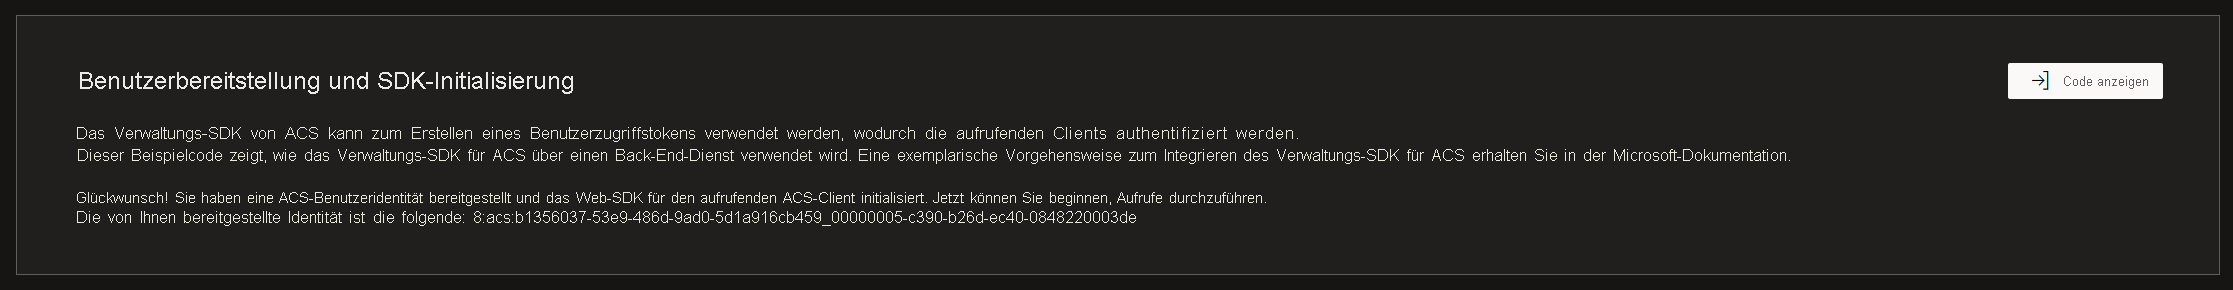 Benutzerbereitstellung und SDK-Initialisierung
Code anzeigen
Das Verwaltungs-SDK von ACS kann zum Erstellen eines Benutzerzugriffstokens verwendet werden, wodurch die aufrufenden Clients authentifiziert werden.
Dieser Beispielcode zeigt, wie das Verwaltungs-SDK für ACS über einen Back-End-Dienst verwendet wird. Eine exemplarische Vorgehensweise zum Integrieren des Verwaltungs-SDK für ACS erhalten Sie in der Microsoft-Dokumentation.
Glückwunsch! Sie haben eine ACS-Benutzeridentität bereitgestellt und das Web-SDK für den aufrufenden ACS-Client initialisiert. Jetzt können Sie beginnen, Aufrufe durchzuführen.
Die von Ihnen bereitgestellte Identität ist die folgende: 8:acs:b1356037-53e9-486d-9ad0-5d1a916cb459_00000005-c390-b26d-ec40-0848220003de